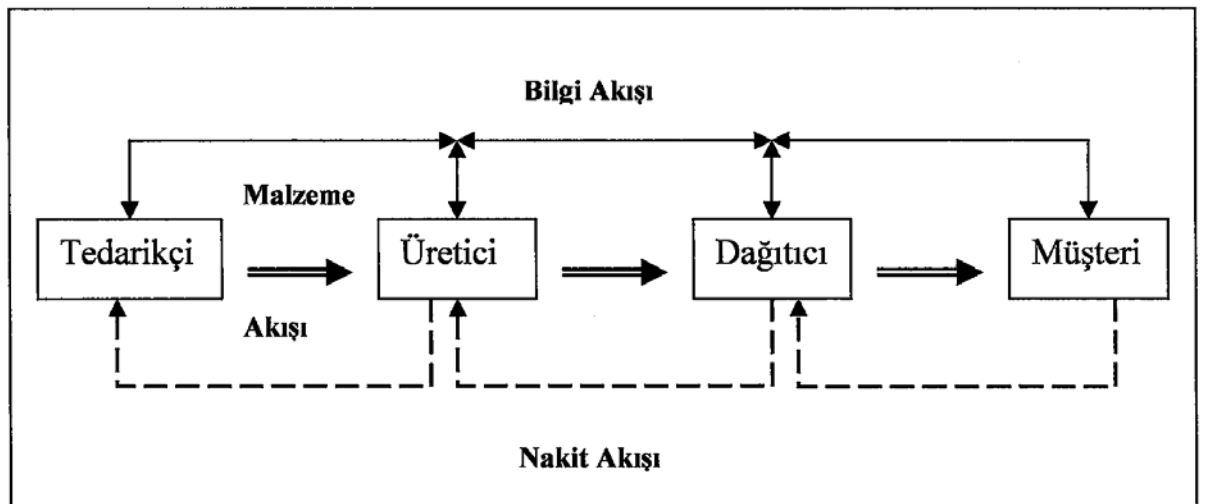 Bilgi Akışı
Malzeme
Tedarikçi
Üretici
Dağıtıcı
Müşteri
Akışı
Nakit Akışı